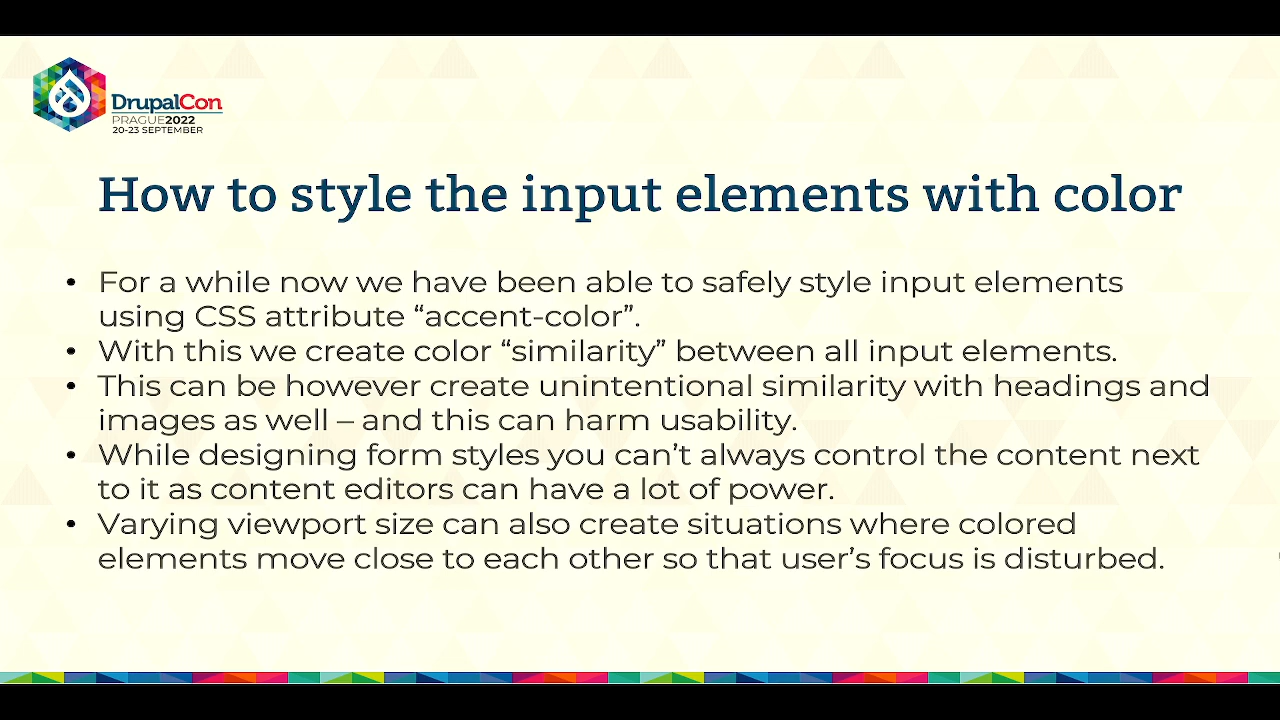 DrupalCon
PRAGUE2022
20-23 SEPTEMBER
How to style the input elements with color
• For a while now we have been able to safely style input elements
using CSS attribute “accent-color”.
• With this we create color “similarity” between all input elements.
• This can be however create unintentional similarity with headings and
images as well – and this can harm usability.
• While designing form styles you can’t always control the content next
to it as content editors can have a lot of power.
• Varying viewport size can also create situations where colored
elements move close to each other so that user’s focus is disturbed.